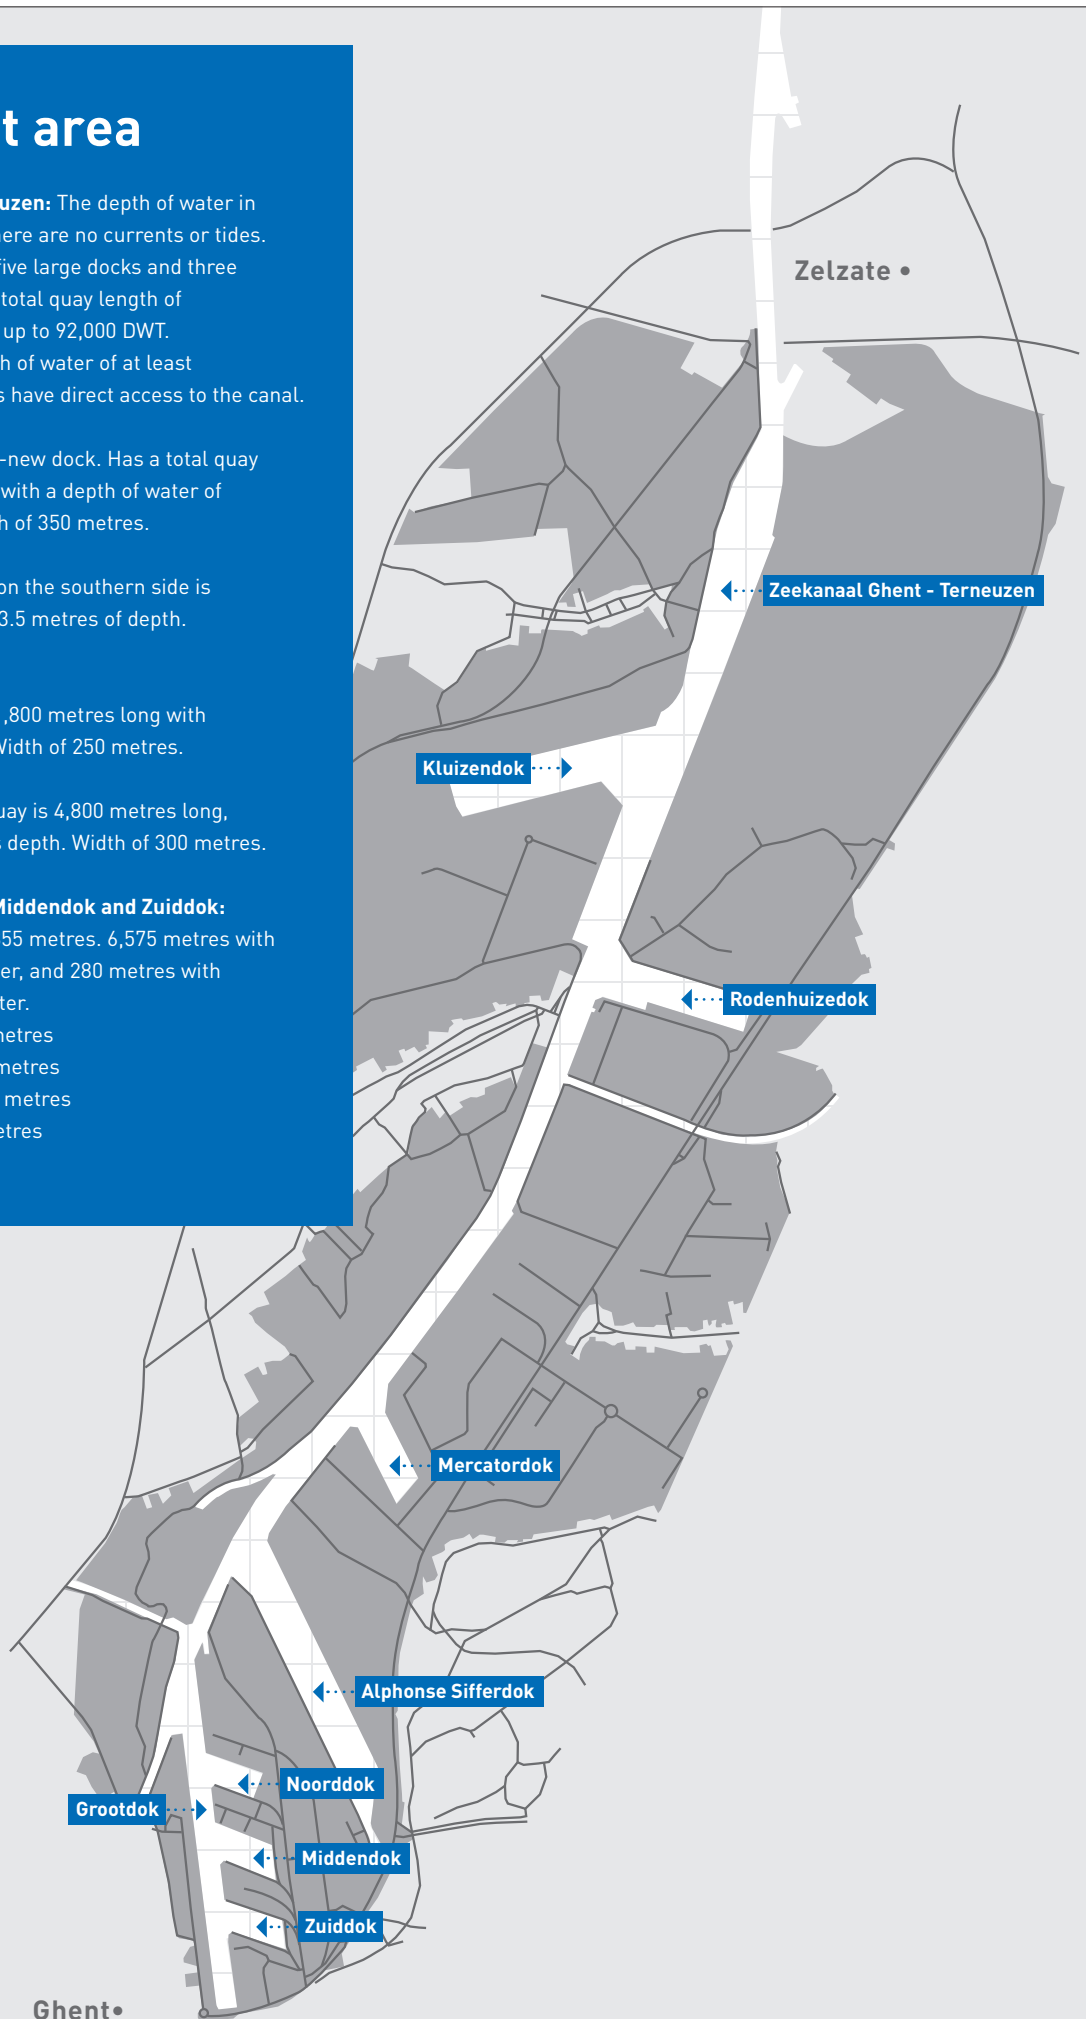 t area
uzen: The depth of water in
here are no currents or tides.
five large docks and three
total quay length of
up to 92,000 DWT.
h of water of at least
s have direct access to the canal.
-new dock. Has a total quay
with a depth of water of
h of 350 metres.
on the southern side is
3.5 metres of depth.
1,800 metres long with
Width of 250 metres.
uay is 4,800 metres long,
s depth. Width of 300 metres.
Middendok and Zuiddok:
55 metres. 6,575 metres with
er, and 280 metres with
ter.
metres
metres
metres
etres
Zelzate
Zeekanaal Ghent - Terneuzen
Kluizendok
Rodenhuizedok
Mercatordok
Alphonse Sifferdok
Noorddok
Grootdok
Middendok
Zuiddok
Ghent